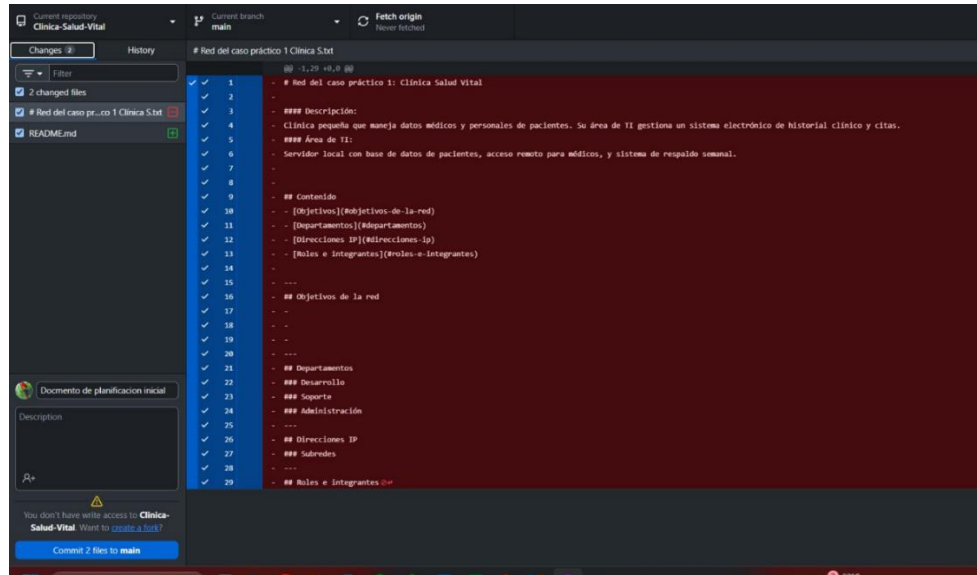 Current repository
Clinica-Salud-Vital
Current branch
main
Fetch origin
Never fetched
Changes 2
History
# Red del caso práctico 1 Clínica S.txt
Filter
2 changed files
# Red del caso pr...co 1 Clínica S.txt
README.md
@@ -1,29 +0,0 @@
1 - # Red del caso práctico 1: Clínica Salud Vital
2 -
3 - #### Descripción:
4 - Clínica pequeña que maneja datos médicos y personales de pacientes. Su área de TI gestiona un sistema electrónico de historial clínico y citas.
5 - #### Área de TI:
6 - Servidor local con base de datos de pacientes, acceso remoto para médicos, y sistema de respaldo semanal.
7 -
8 -
9 - ## Contenido
10 - - [Objetivos](#objetivos-de-la-red)
11 - - [Departamentos](#departamentos)
12 - - [Direcciones IP](#direcciones-ip)
13 - - [Roles e Integrantes](#roles-e-integrantes)
14 -
15 - ---
16 - ## Objetivos de la red
17 - -
18 - -
19 - -
20 - ---
21 - ## Departamentos
22 - ### Desarrollo
23 - ### Soporte
24 - ### Administración
25 - ---
26 - ## Direcciones IP
27 - ### Subredes
28 - ---
29 - ## Roles e integrantes
Docmento de planificacion inicial
Description
You don't have write access to Clinica-
Salud-Vital. Want to create a fork?
Commit 2 files to main